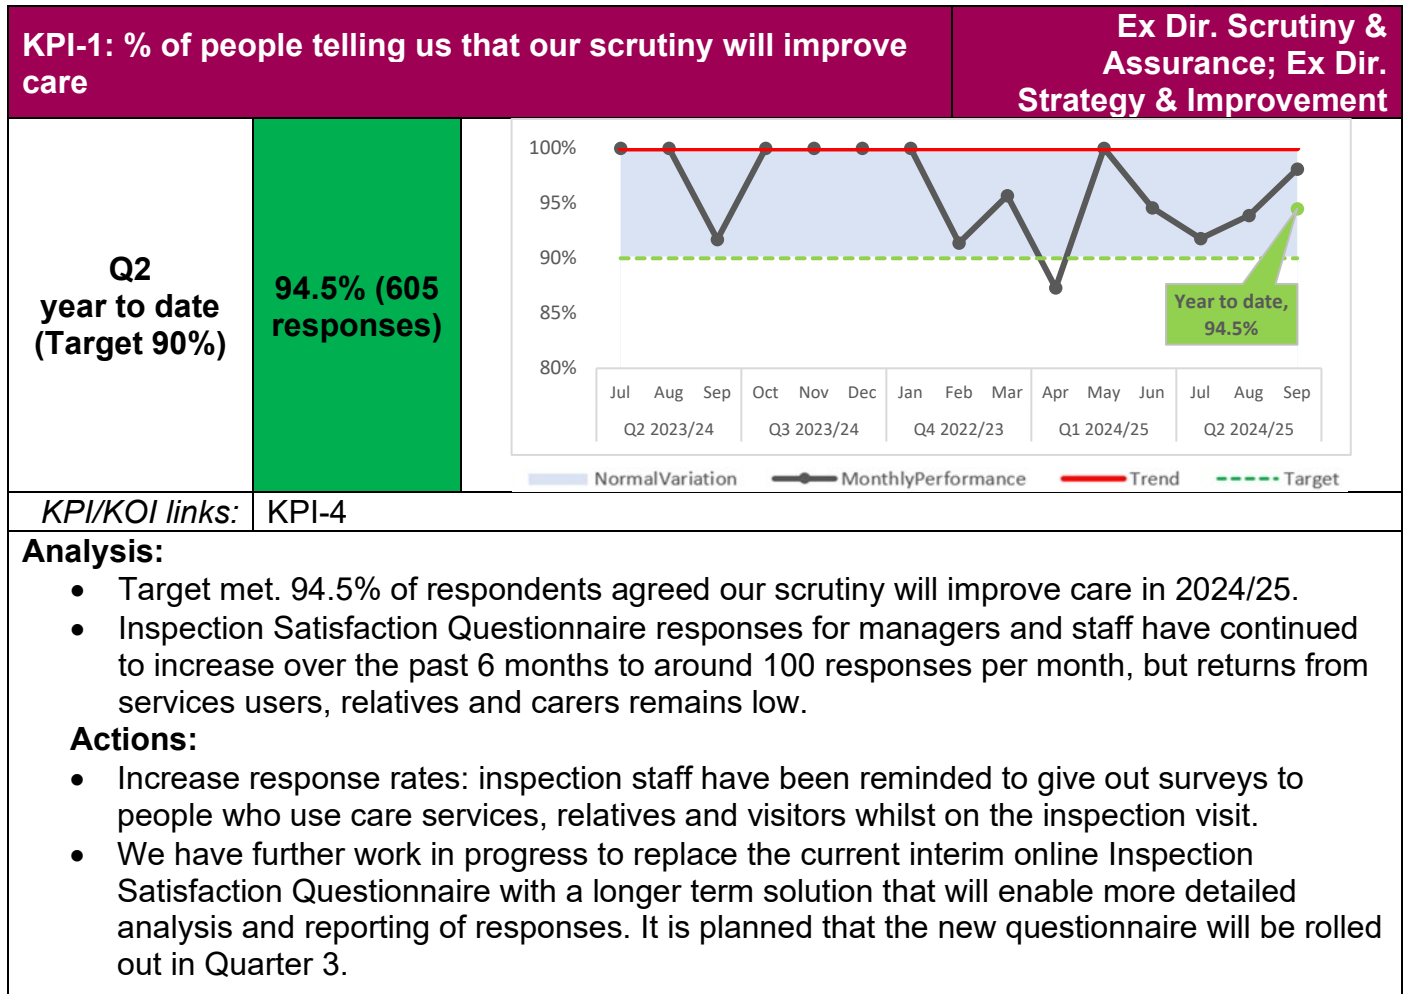 KPI-1: % of people telling us that our scrutiny will improve
care
Ex Dir. Scrutiny &
Assurance; Ex Dir.
Strategy & Improvement
Q2
year to date
(Target 90%)
94.5% (605
responses)
100%
95%
90%
85%
80%
Year to date,
94.5%
Jul Aug Sep Oct Nov Dec Jan Feb Mar Apr May Jun Jul Aug Sep
Q2 2023/24 Q3 2023/24 Q4 2022/23 Q1 2024/25 Q2 2024/25
NormalVariation MonthlyPerformance Trend Target
KPI/KOI links: KPI-4
Analysis:
• Target met. 94.5% of respondents agreed our scrutiny will improve care in 2024/25.
• Inspection Satisfaction Questionnaire responses for managers and staff have continued
to increase over the past 6 months to around 100 responses per month, but returns from
services users, relatives and carers remains low.
Actions:
• Increase response rates: inspection staff have been reminded to give out surveys to
people who use care services, relatives and visitors whilst on the inspection visit.
• We have further work in progress to replace the current interim online Inspection
Satisfaction Questionnaire with a longer term solution that will enable more detailed
analysis and reporting of responses. It is planned that the new questionnaire will be rolled
out in Quarter 3.